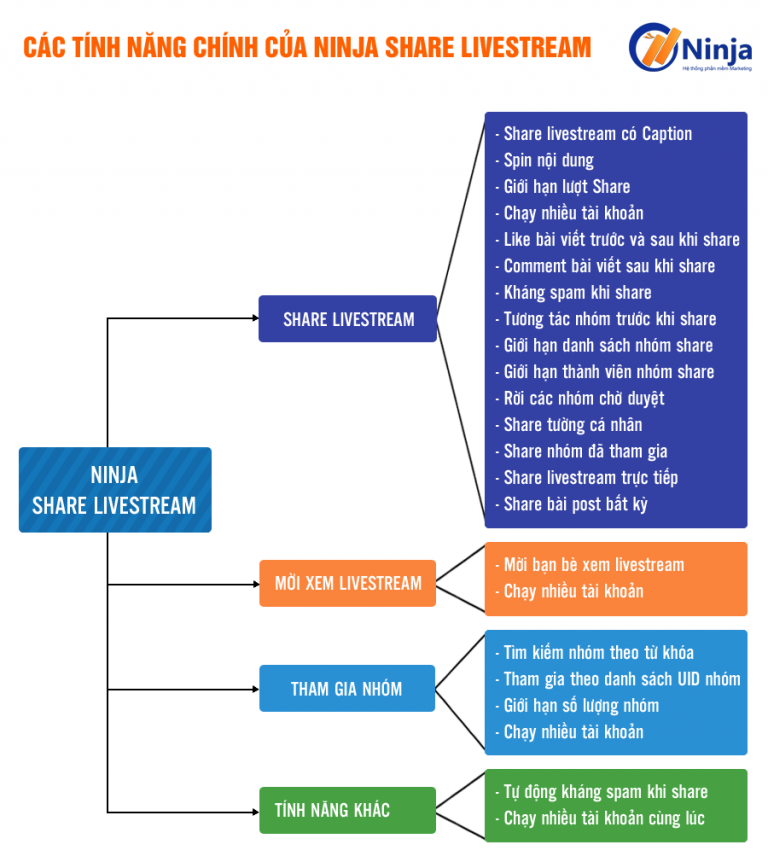 CÁC TÍNH NĂNG CHÍNH CỦA NINJA SHARE LIVESTREAM
Ninja
Hệ thống phần mềm Marketing
- Share livestream có Caption
- Spin nội dung
- Giới hạn lượt Share
- Chạy nhiều tài khoản
- Like bài viết trước và sau khi share
- Comment bài viết sau khi share
- Kháng spam khi share
- Tương tác nhóm trước khi share
- Giới hạn danh sách nhóm share
- Giới hạn thành viên nhóm share
- Rời các nhóm chờ duyệt
- Share tường cá nhân
- Share nhóm đã tham gia
- Share livestream trực tiếp
- Share bài post bất kỳ
SHARE LIVESTREAM
NINJA
SHARE LIVESTREAM
MỜI XEM LIVESTREAM
- Mời bạn bè xem livestream
- Chạy nhiều tài khoản
THAM GIA NHÓM
- Tìm kiếm nhóm theo từ khóa
- Tham gia theo danh sách UID nhóm
- Giới hạn số lượng nhóm
- Chạy nhiều tài khoản
TÍNH NĂNG KHÁC
- Tự động kháng spam khi share
- Chạy nhiều tài khoản cùng lúc